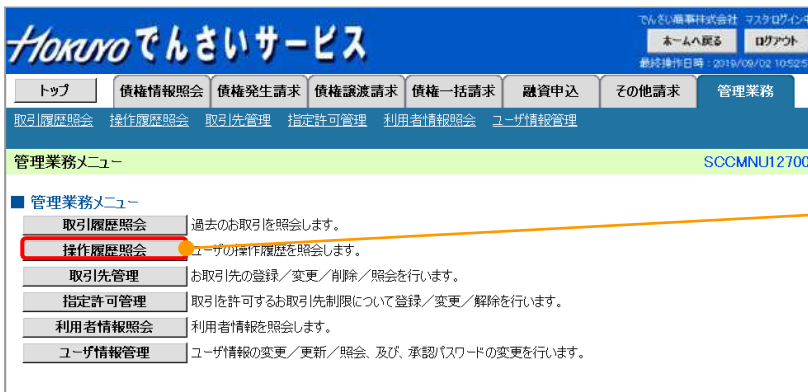 でんさい商事株式会社 マスタログイン中
Hokuyoでんさいサービス
ホームへ戻る ログアウト
最終操作日時:2019/09/02 10:52:5
トップ 債権情報照会 債権発生請求 債権譲渡請求 債権一括請求 融資申込 その他請求 管理業務
取引履歴照会 操作履歴照会 取引先管理 指定許可管理 利用者情報照会 ユーザ情報管理
管理業務メニュー SCCMNU12700
■ 管理業務メニュー
取引履歴照会 過去のお取引を照会します。
操作履歴照会 ユーザの操作履歴を照会します。
取引先管理 お取引先の登録／変更／削除／照会を行います。
指定許可管理 取引を許可するお取引先制限について登録／変更／解除を行います。
利用者情報照会 利用者情報を照会します。
ユーザ情報管理 ユーザ情報の変更／更新／照会、及び、承認パスワードの変更を行います。